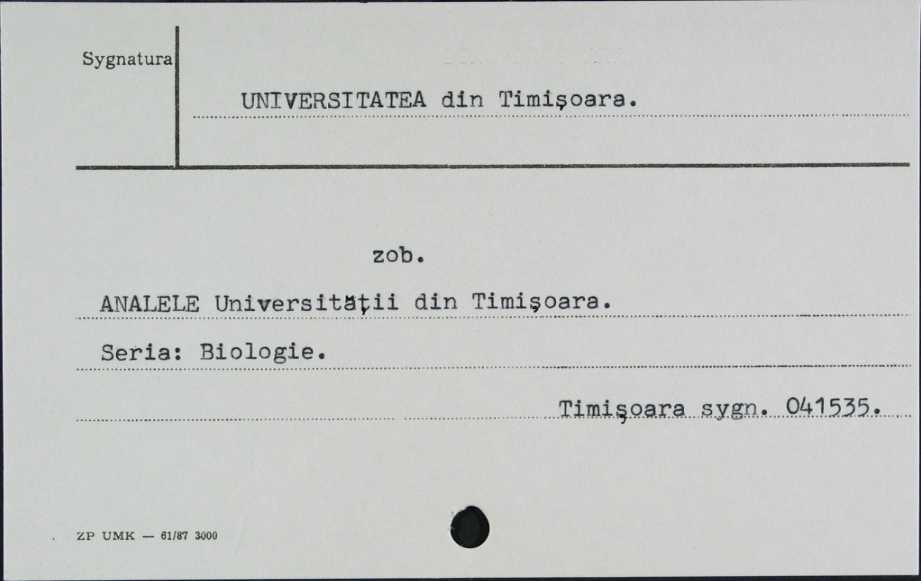 Sygnatura
UNIVERSITATEA din Timişoara.
zob.
ANALELE Universităţii din Timişoara.
Seria: Biologie.
Timişoara sygn. 041535.
ZP UMK — 61/87 3000